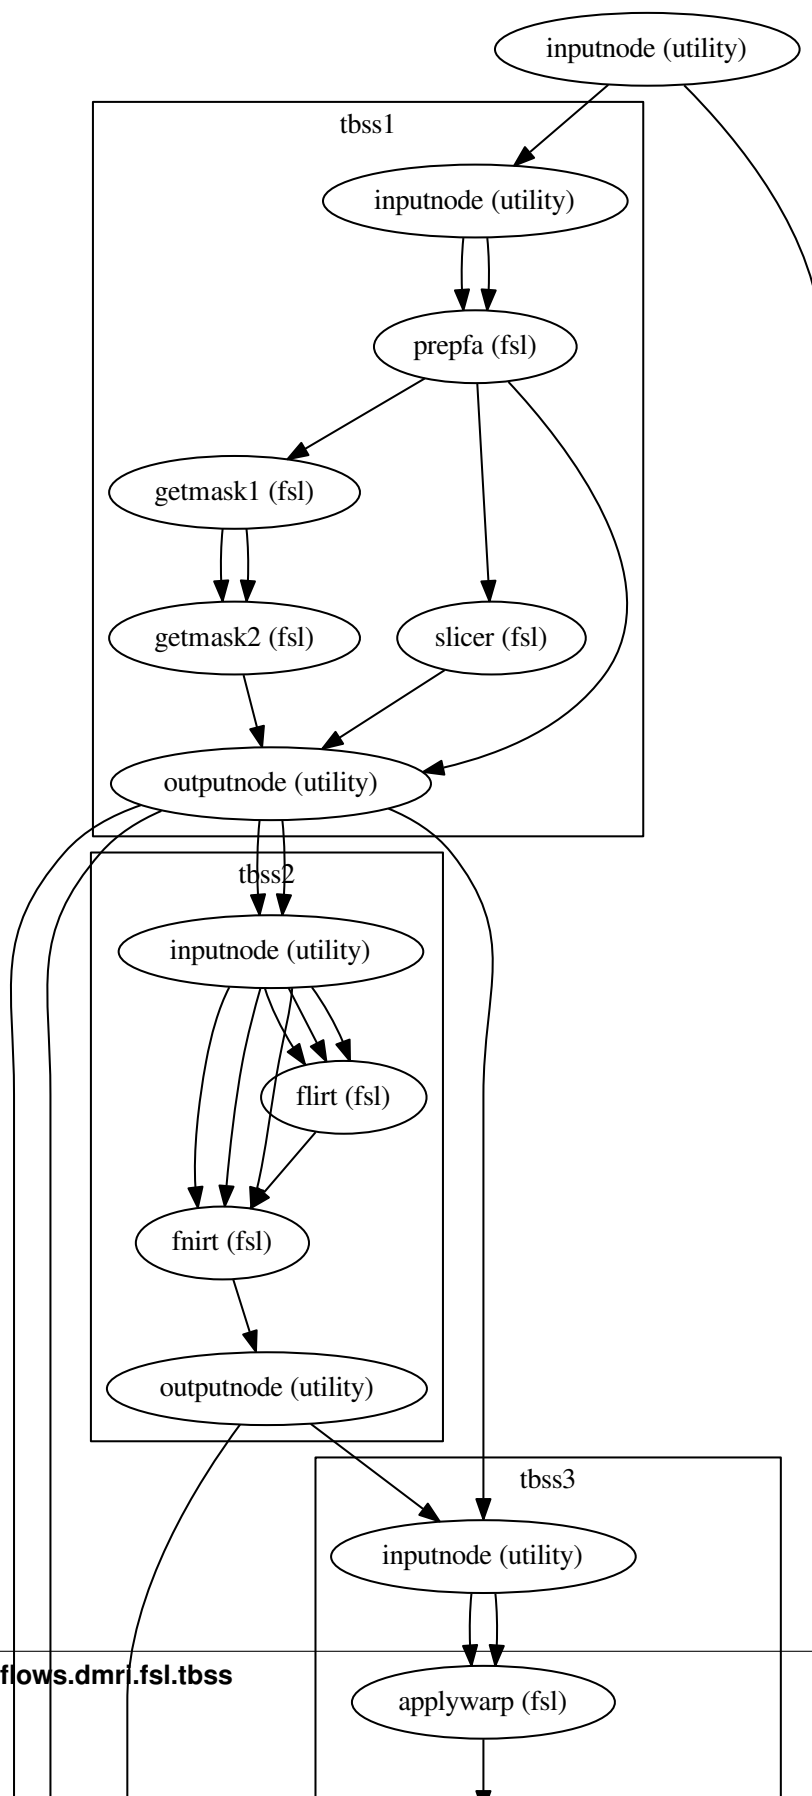 inputnode (utility)
tbss1
inputnode (utility)
prepfa (fsl)
getmask1 (fsl)
getmask2 (fsl)
slicer (fsl)
outputnode (utility)
tbss2
inputnode (utility)
flirt (fsl)
fnirt (fsl)
outputnode (utility)
tbss3
inputnode (utility)
flows.dmri.fsl.tbss
applywarp (fsl)